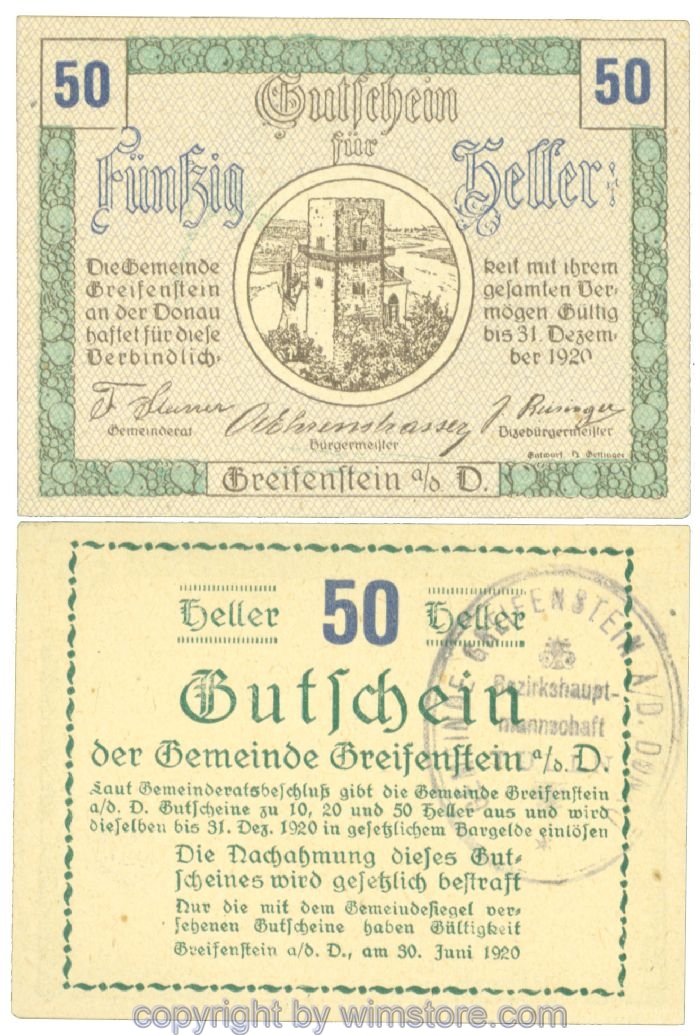 50
50
Gutschein
für
Fünfzig Heller:
Die Gemeinde
Greifenstein
an der Donau
haftet für diese
Verbindlich-
keit mit ihrem
gesamten Ver-
mögen Gültig
bis 31. Dezem-
ber 1920
Gemeinderat
Bürgermeister
Vizebürgermeister
Entwurf.
Greifenstein a/d. D.
Heller 50 Heller
Gutschein
der Gemeinde Greifenstein a/d. D.
Laut Gemeinderatsbeschluß gibt die Gemeinde Greifenstein
a/d. D. Gutscheine zu 10, 20 und 50 Heller aus und wird
dieselben bis 31. Dez. 1920 in gesetzlichem Bargelde einlösen
Die Nachahmung dieses Gut-
scheines wird gesetzlich bestraft
Nur die mit dem Gemeindesiegel ver-
sehenen Gutscheine haben Gültigkeit
Greifenstein a/d. D., am 30. Juni 1920
GREIFENSTEIN A/D.
Bezirkshaupt-
mannschaft
copyright by wimstore.com